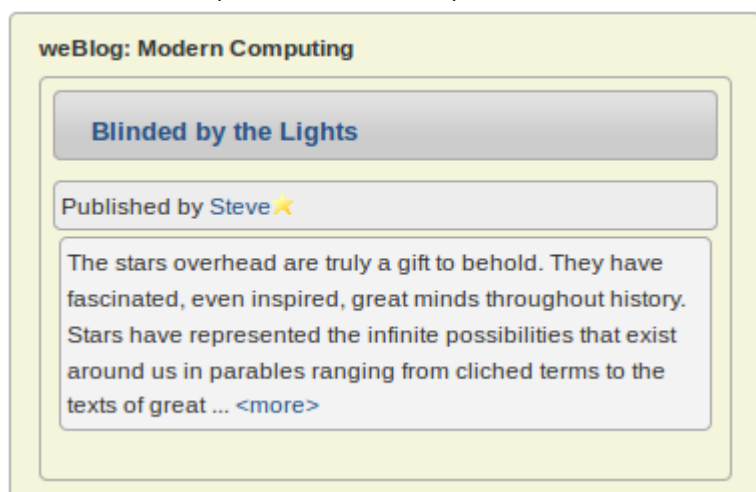 weBlog: Modern Computing
Blinded by the Lights
Published by Steve
The stars overhead are truly a gift to behold. They have
fascinated, even inspired, great minds throughout history.
Stars have represented the infinite possibilities that exist
around us in parables ranging from cliched terms to the
texts of great ... <more>